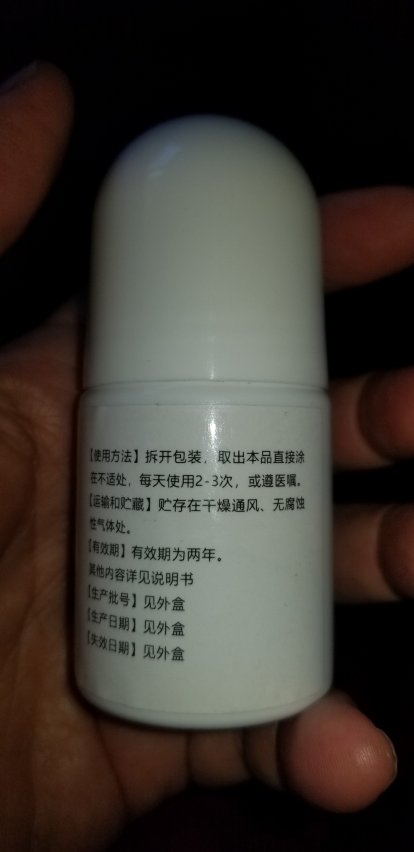 【使用方法】拆开包装，取出本品直接涂
在不适处，每天使用2-3次，或遵医嘱。
【运输和贮藏】贮存在干燥通风、无腐蚀
性气体处。
【有效期】有效期为两年。
其他内容详见说明书
【生产批号】见外盒
【生产日期】见外盒
【失效日期】见外盒